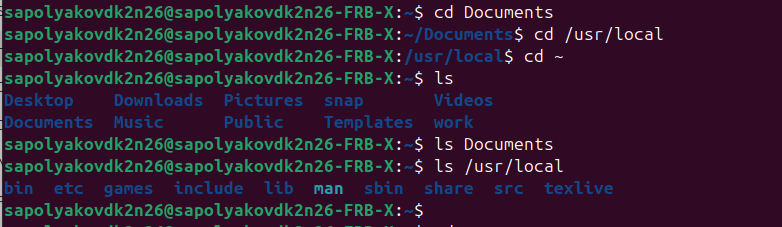 sapolyakovdk2n26@sapolyakovdk2n26-FRB-X:~$ cd Documents
sapolyakovdk2n26@sapolyakovdk2n26-FRB-X:~/Documents$ cd /usr/local
sapolyakovdk2n26@sapolyakovdk2n26-FRB-X:/usr/local$ cd ~
sapolyakovdk2n26@sapolyakovdk2n26-FRB-X:~$ ls
Desktop Downloads Pictures snap Videos
Documents Music Public Templates work
sapolyakovdk2n26@sapolyakovdk2n26-FRB-X:~$ ls Documents
sapolyakovdk2n26@sapolyakovdk2n26-FRB-X:~$ ls /usr/local
bin etc games include lib man sbin share src texlive
sapolyakovdk2n26@sapolyakovdk2n26-FRB-X:~$